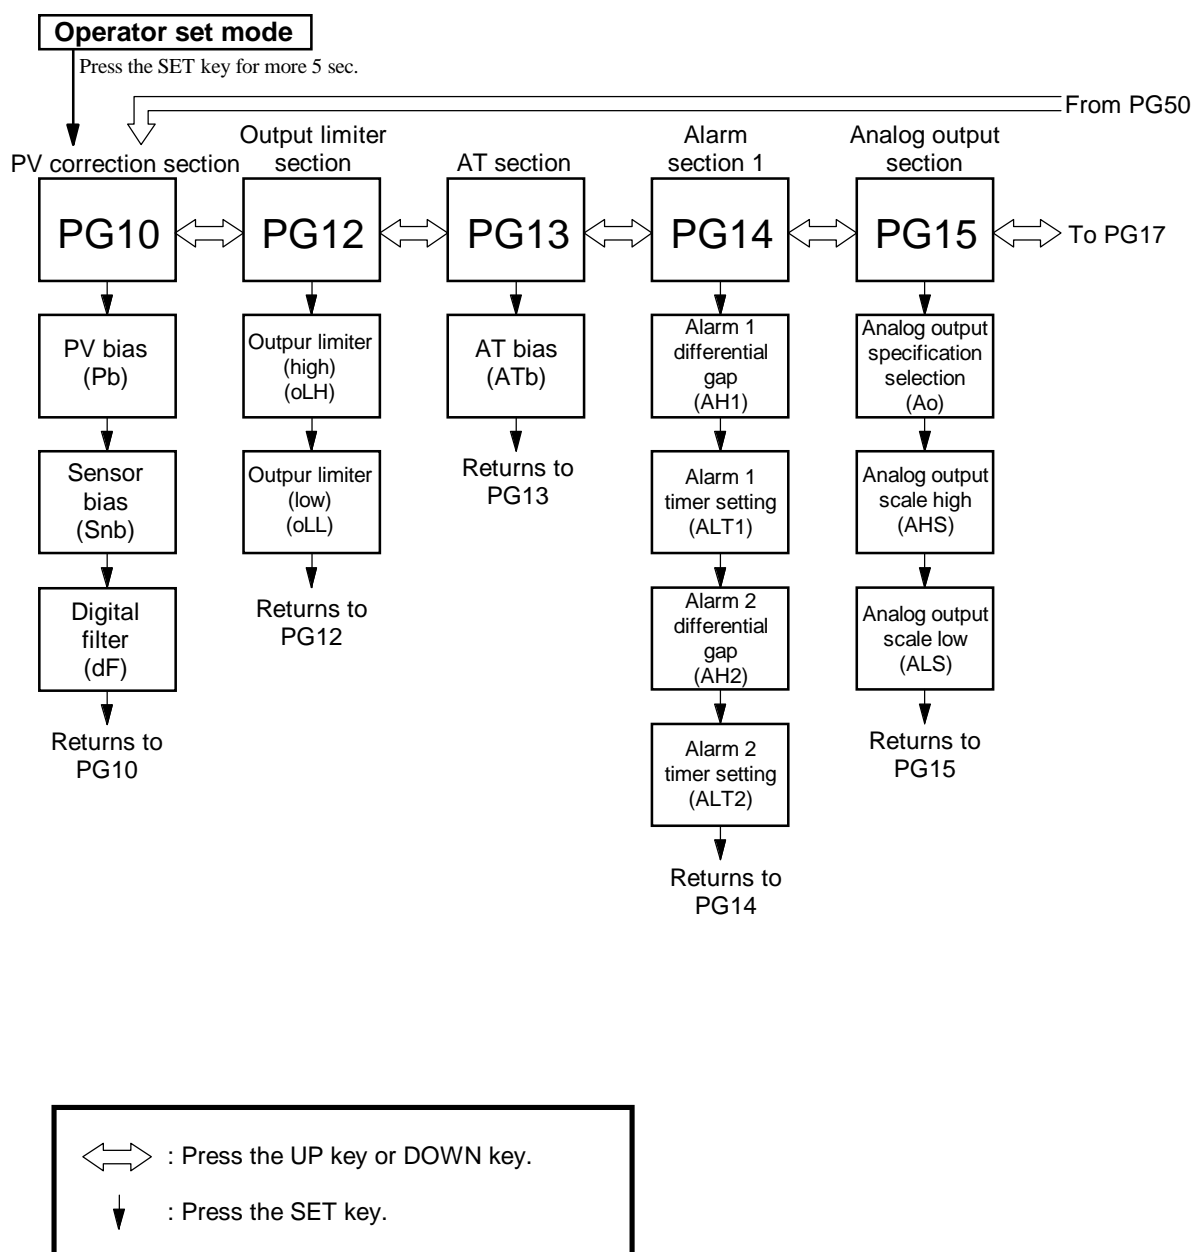 Operator set mode
Press the SET key for more 5 sec.
From PG50
PV correction section
Output limiter
section
AT section
Alarm
section 1
Analog output
section
PG10
PG12
PG13
PG14
PG15
To PG17
PV bias
(Pb)
Sensor
bias
(Snb)
Digital
filter
(dF)
Returns to
PG10
Outpur limiter
(high)
(oLH)
Outpur limiter
(low)
(oLL)
Returns to
PG12
AT bias
(ATb)
Returns to
PG13
Alarm 1
differential
gap
(AH1)
Alarm 1
timer setting
(ALT1)
Alarm 2
differential
gap
(AH2)
Alarm 2
timer setting
(ALT2)
Returns to
PG14
Analog output
specification
selection
(Ao)
Analog output
scale high
(AHS)
Analog output
scale low
(ALS)
Returns to
PG15
: Press the UP key or DOWN key.
: Press the SET key.